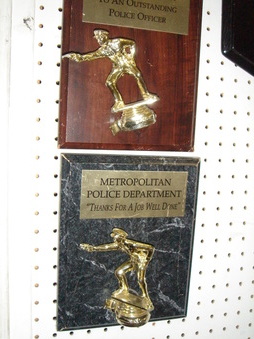 To An Outstanding
Police Officer
METROPOLITAN
POLICE DEPARTMENT
"Thanks For A Job Well Done"